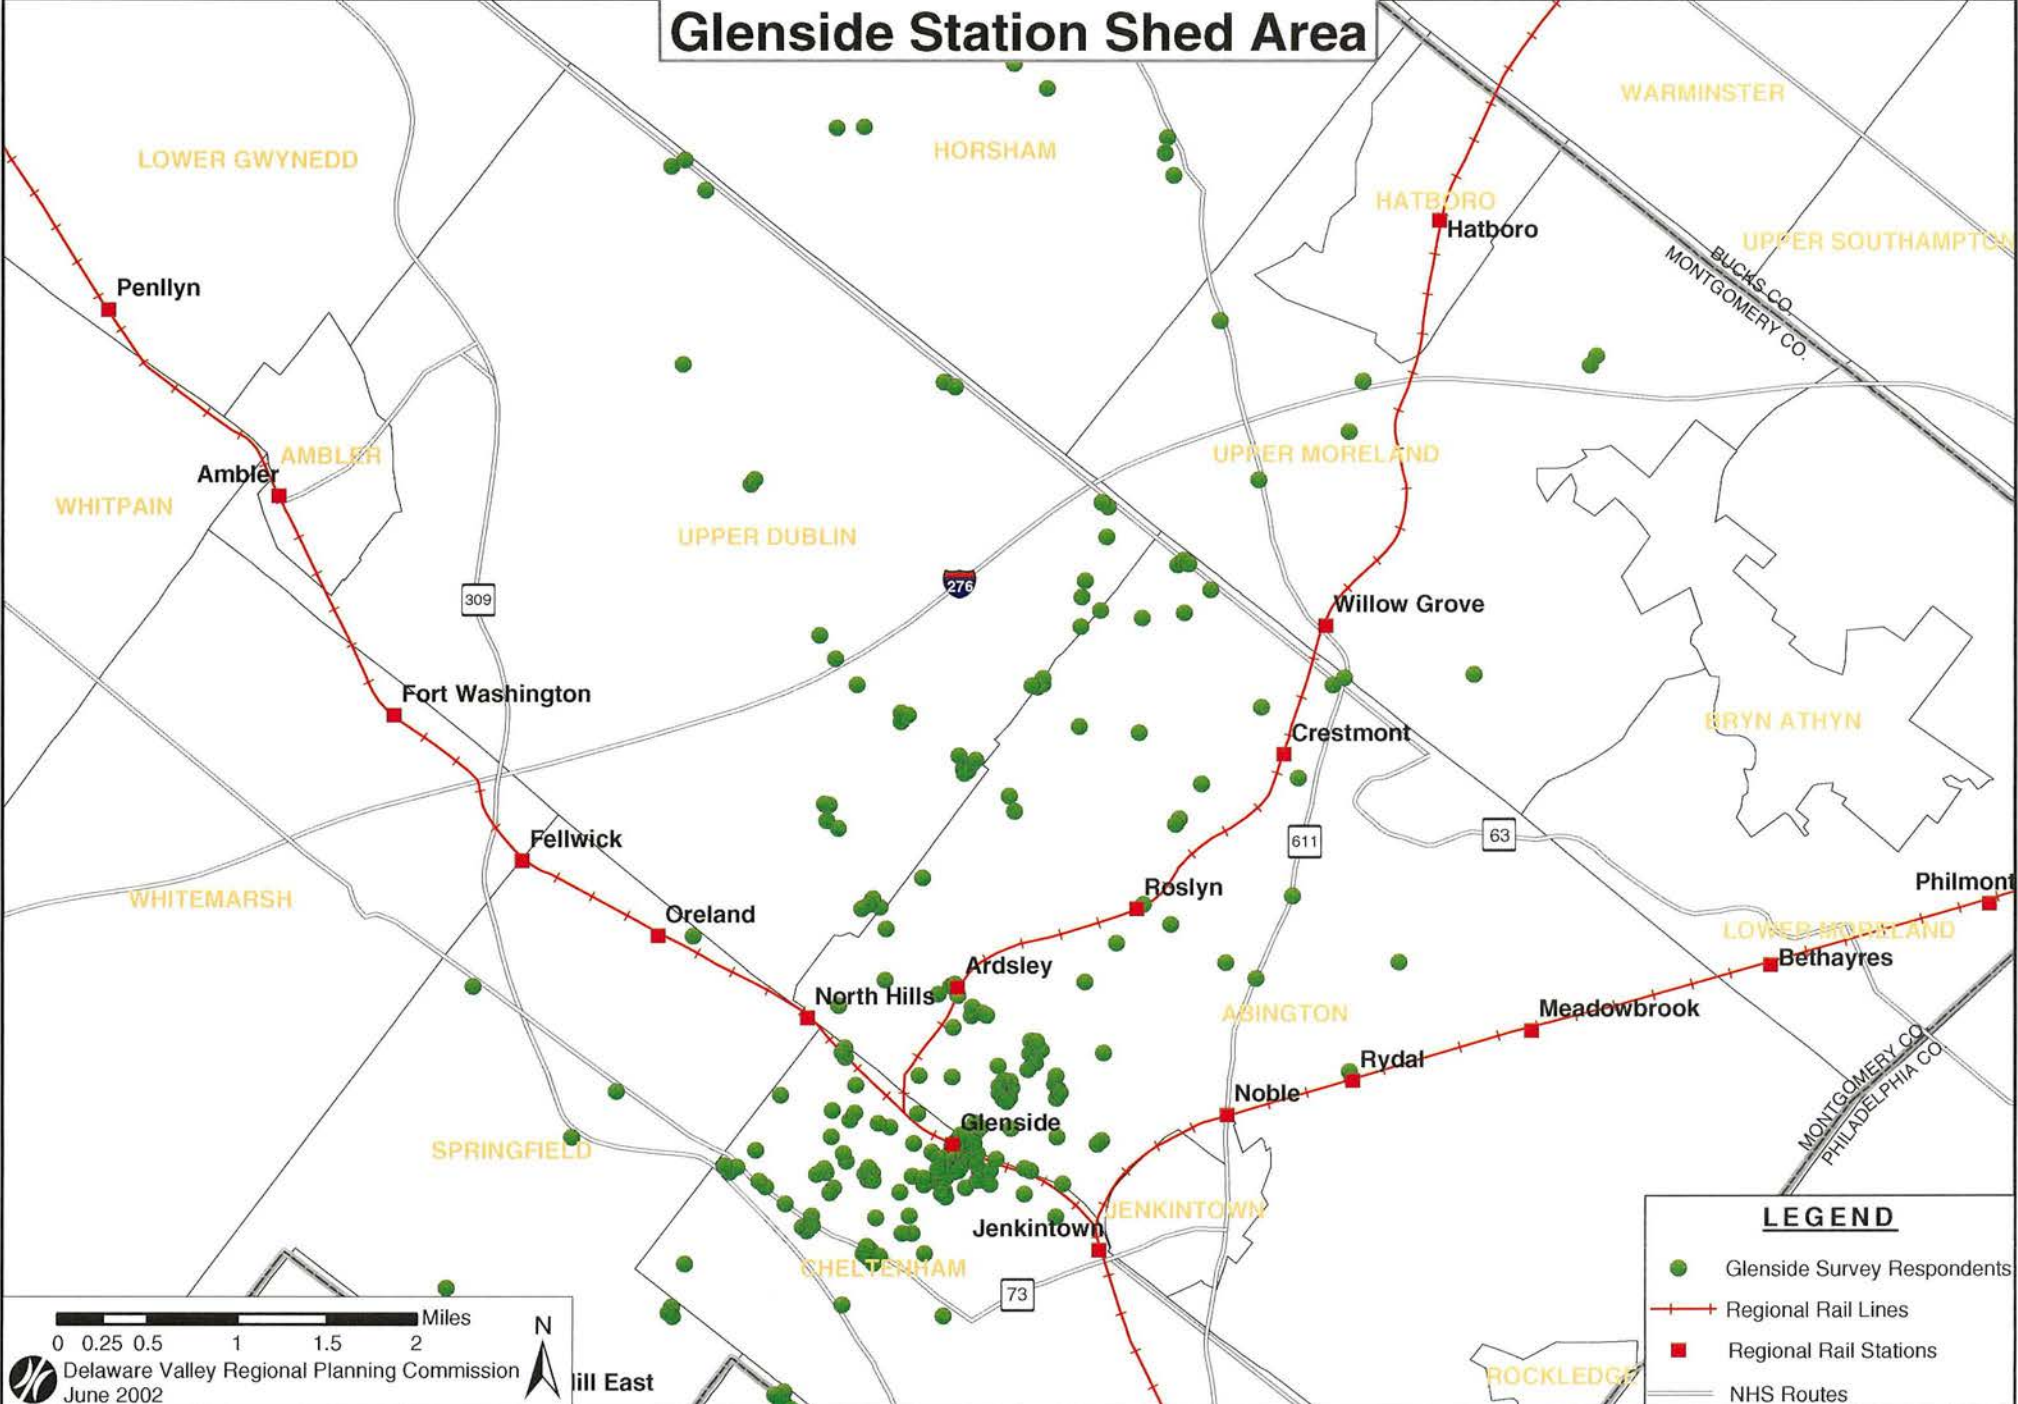 Glenside Station Shed Area
WARMINSTER
LOWER GWYNEDD
HORSHAM
HATBORO
Hatboro
UPPER SOUTHAMPTON
BUCKS CO.
MONTGOMERY CO.
Penllyn
AMBLER
Ambler
UPPER MORELAND
WHITPAIN
UPPER DUBLIN
276
309
Willow Grove
Fort Washington
BRYN ATHYN
Crestmont
63
611
Fellwick
WHITEMARSH
Oreland
Roslyn
Philmont
LOWER MORELAND
Bethayres
Ardsley
North Hills
ABINGTON
Meadowbrook
MONTGOMERY CO.
PHILADELPHIA CO.
Rydal
Noble
Glenside
SPRINGFIELD
JENKINTOWN
Jenkintown
CHELTENHAM
73
LEGEND
Glenside Survey Respondents
Regional Rail Lines
Regional Rail Stations
NHS Routes
ROCKLEDGE
Miles
0 0.25 0.5 1 1.5 2
N
Delaware Valley Regional Planning Commission
June 2002
East